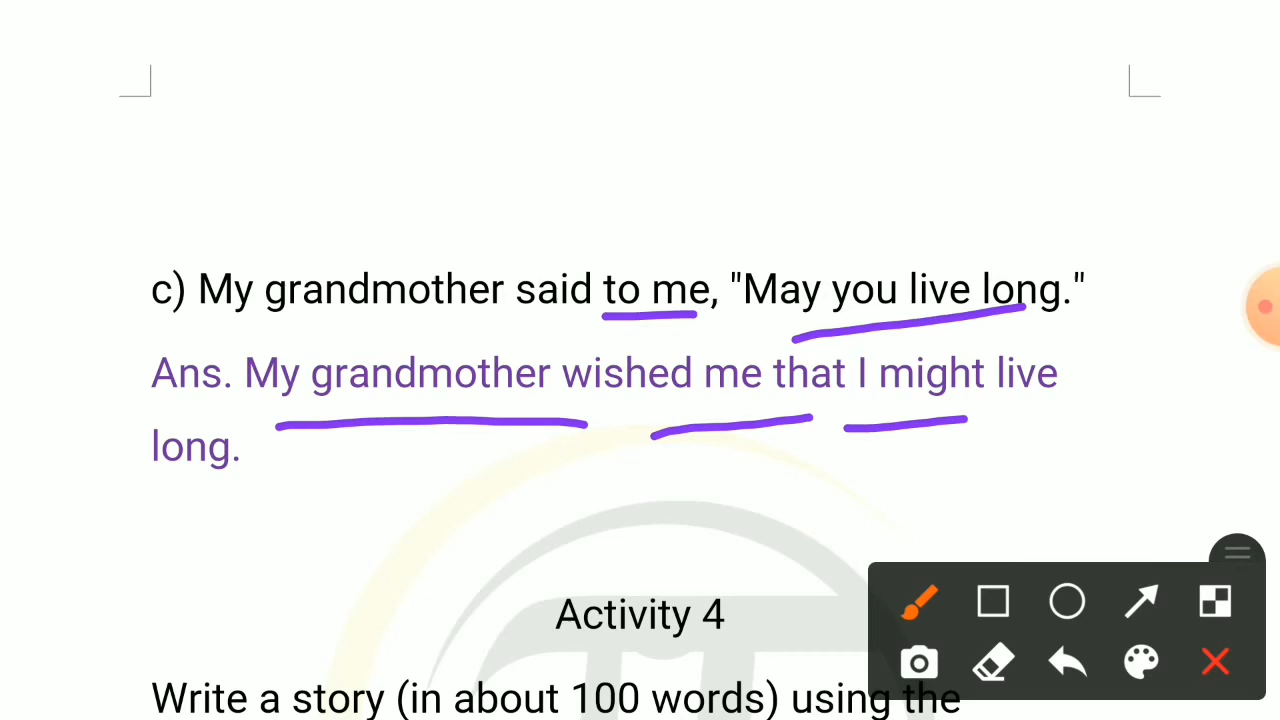 c) My grandmother said to me, "May you live long."
Ans. My grandmother wished me that I might live
long.
Activity 4
Write a story (in about 100 words) using the